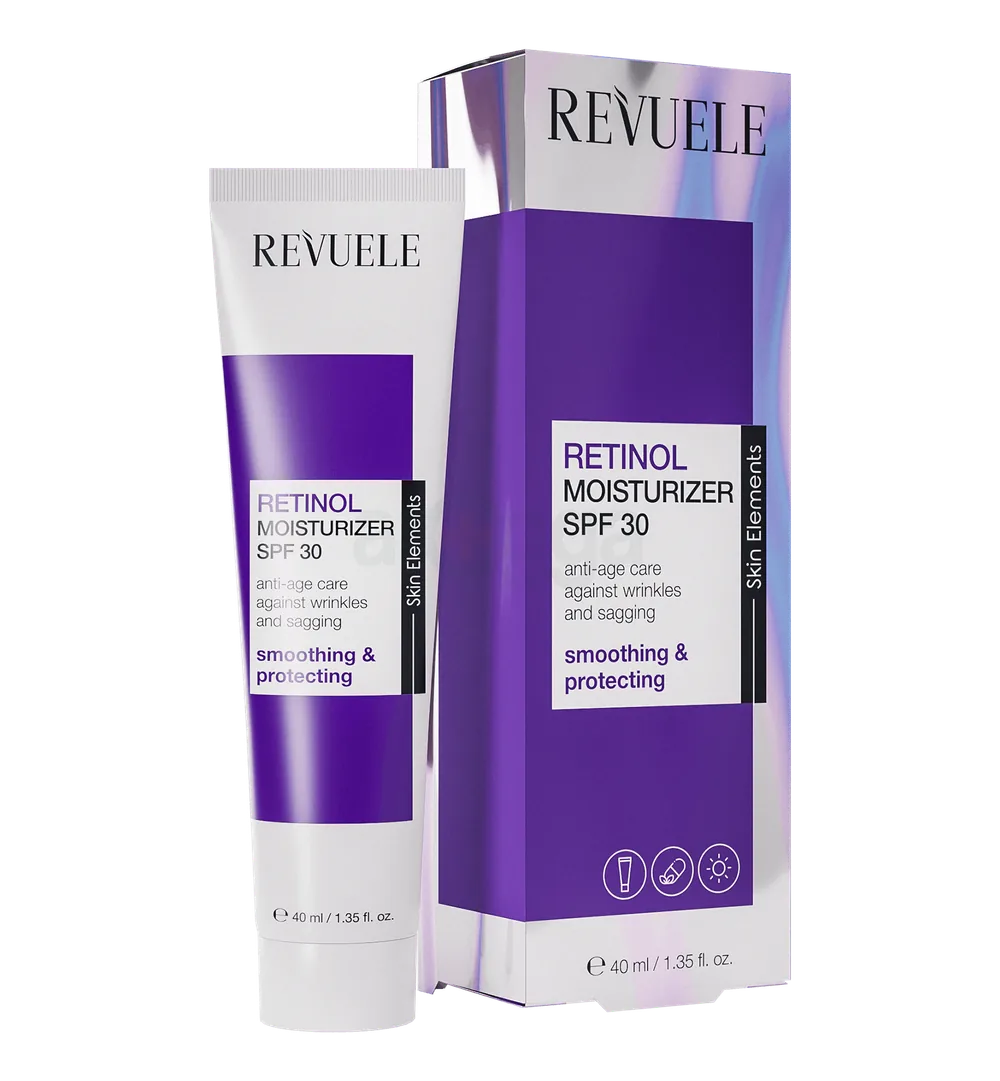 REVUELE
RETINOL
MOISTURIZER
SPF 30
anti-age care
against wrinkles
and sagging
smoothing &
protecting
Skin Elements
℮ 40 ml / 1.35 fl. oz.
REVUELE
RETINOL
MOISTURIZER
SPF 30
anti-age care
against wrinkles
and sagging
smoothing &
protecting
Skin Elements
℮ 40 ml / 1.35 fl. oz.